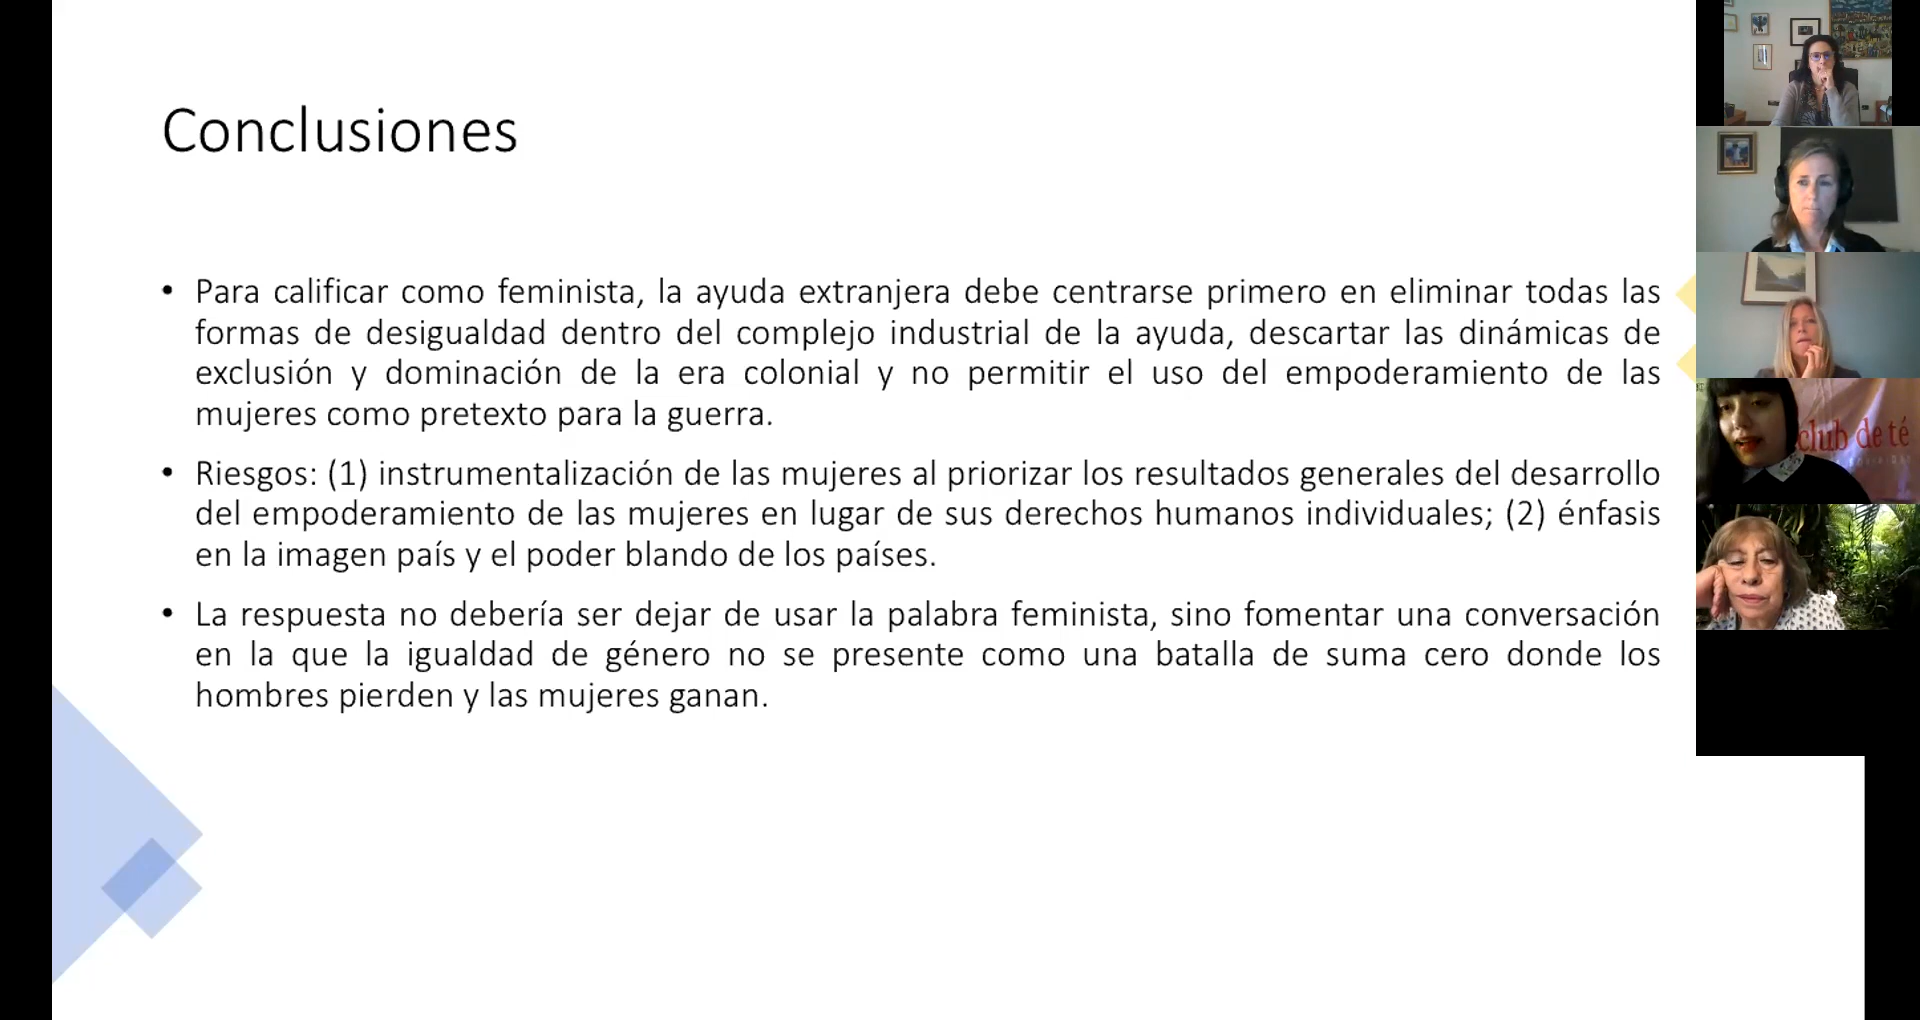 Conclusiones
• Para calificar como feminista, la ayuda extranjera debe centrarse primero en eliminar todas las
formas de desigualdad dentro del complejo industrial de la ayuda, descartar las dinámicas de
exclusión y dominación de la era colonial y no permitir el uso del empoderamiento de las
mujeres como pretexto para la guerra.
• Riesgos: (1) instrumentalización de las mujeres al priorizar los resultados generales del desarrollo
del empoderamiento de las mujeres en lugar de sus derechos humanos individuales; (2) énfasis
en la imagen país y el poder blando de los países.
• La respuesta no debería ser dejar de usar la palabra feminista, sino fomentar una conversación
en la que la igualdad de género no se presente como una batalla de suma cero donde los
hombres pierden y las mujeres ganan.
club de té